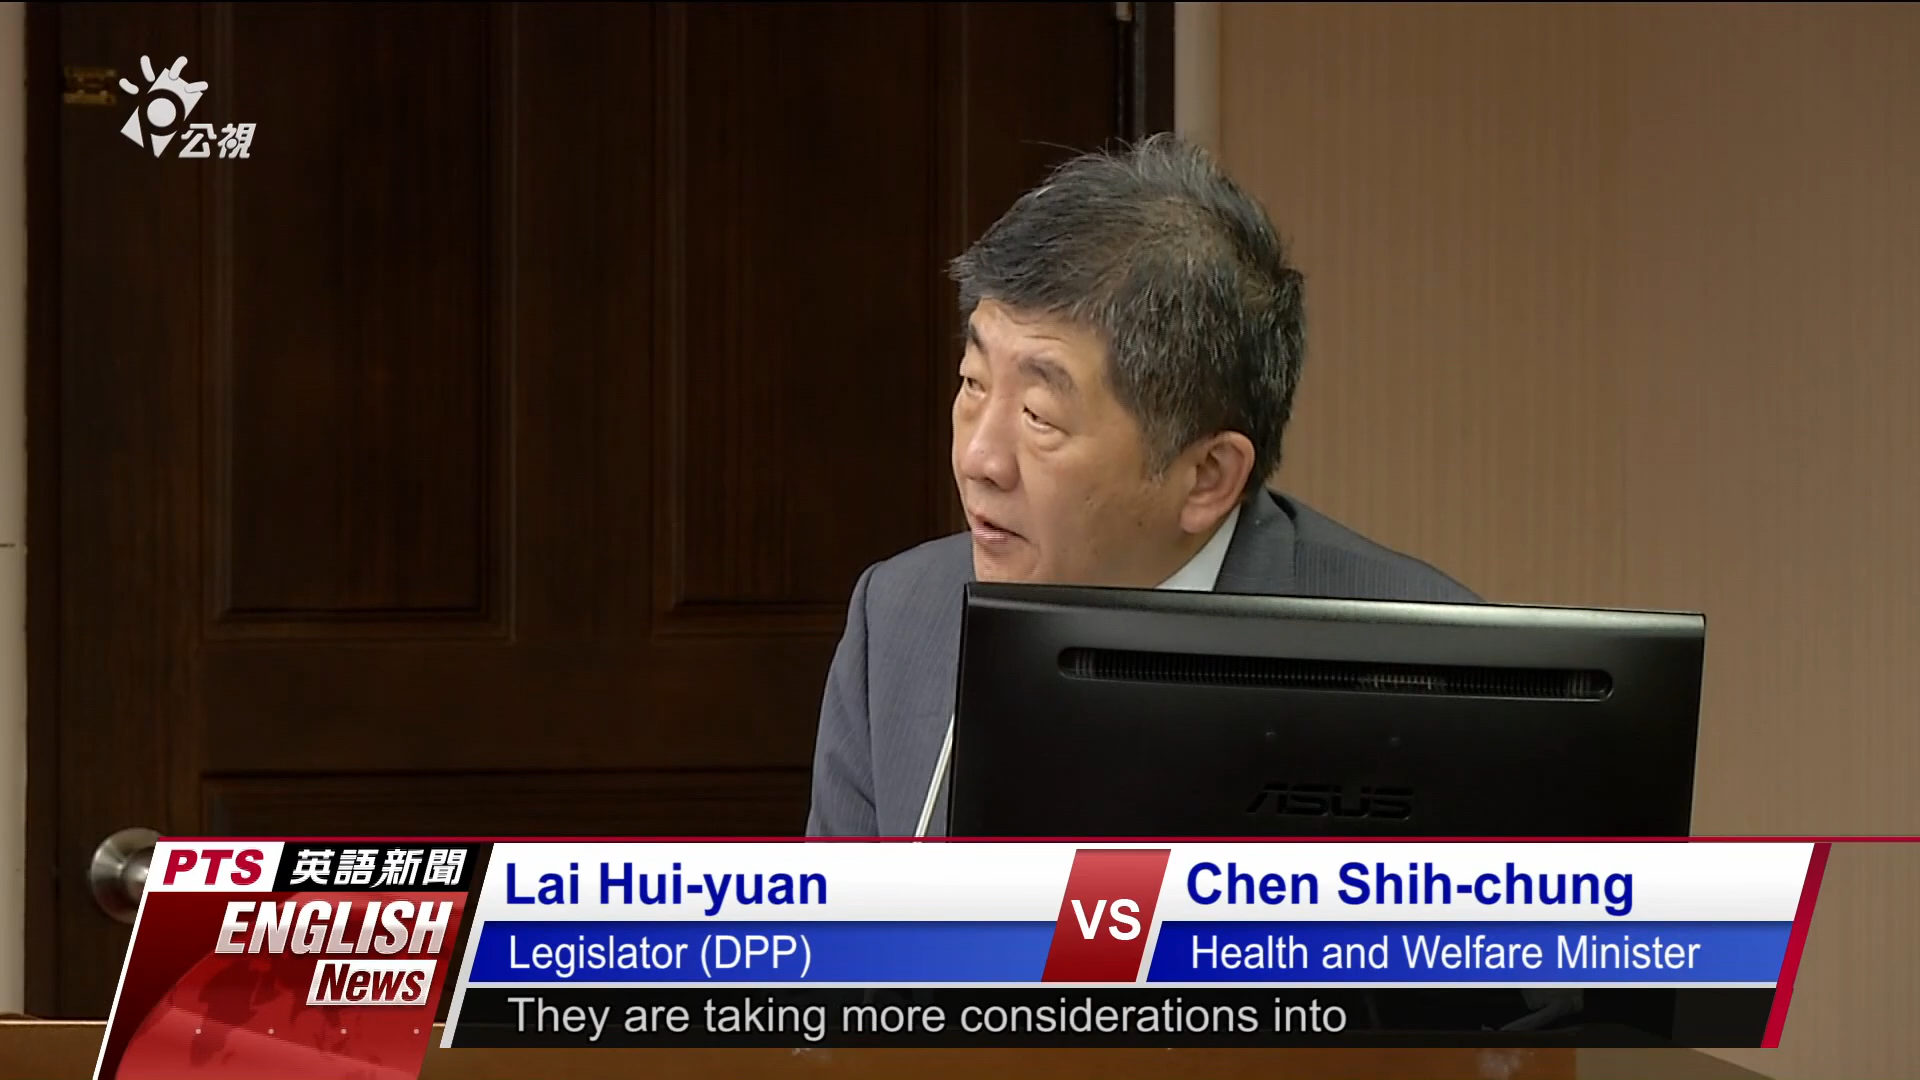 公視
ASUS
PTS 英語新聞
ENGLISH
News
Lai Hui-yuan
Legislator (DPP)
VS
Chen Shih-chung
Health and Welfare Minister
They are taking more considerations into